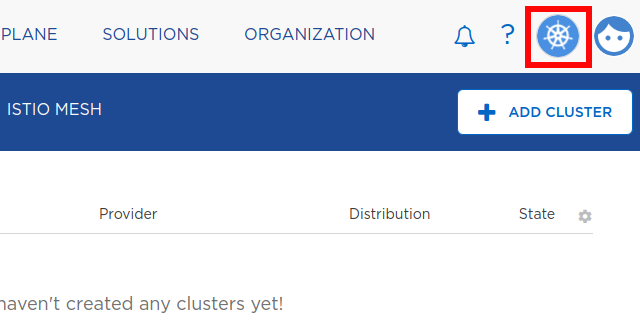 PLANE SOLUTIONS ORGANIZATION ?
ISTIO MESH
ADD CLUSTER
Provider Distribution State
haven't created any clusters yet!